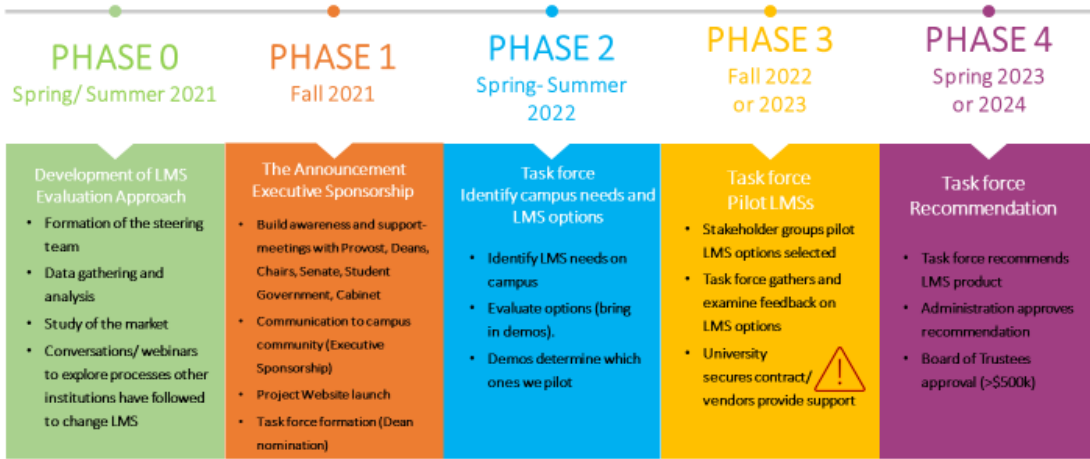 PHASE 0
Spring/ Summer 2021
Development of LMS
Evaluation Approach
• Formation of the steering
team
• Data gathering and
analysis
• Study of the market
• Conversations/ webinars
to explore processes other
institutions have followed
to change LMS
PHASE 1
Fall 2021
The Announcement
Executive Sponsorship
• Build awareness and support-
meetings with Provost, Deans,
Chairs, Senate, Student
Government, Cabinet
• Communication to campus
community (Executive
Sponsorship)
• Project Website launch
• Task force formation (Dean
nomination)
PHASE 2
Spring- Summer
2022
Task force
Identify campus needs and
LMS options
• Identify LMS needs on
campus
• Evaluate options (bring
in demos).
• Demos determine which
ones we pilot
PHASE 3
Fall 2022
or 2023
Task force
Pilot LMSs
• Stakeholder groups pilot
LMS options selected
• Task force gathers and
examine feedback on
LMS options
• University
secures contract/
vendors provide support
PHASE 4
Spring 2023
or 2024
Task force
Recommendation
• Task force recommends
LMS product
• Administration approves
recommendation
• Board of Trustees
approval (>$500k)